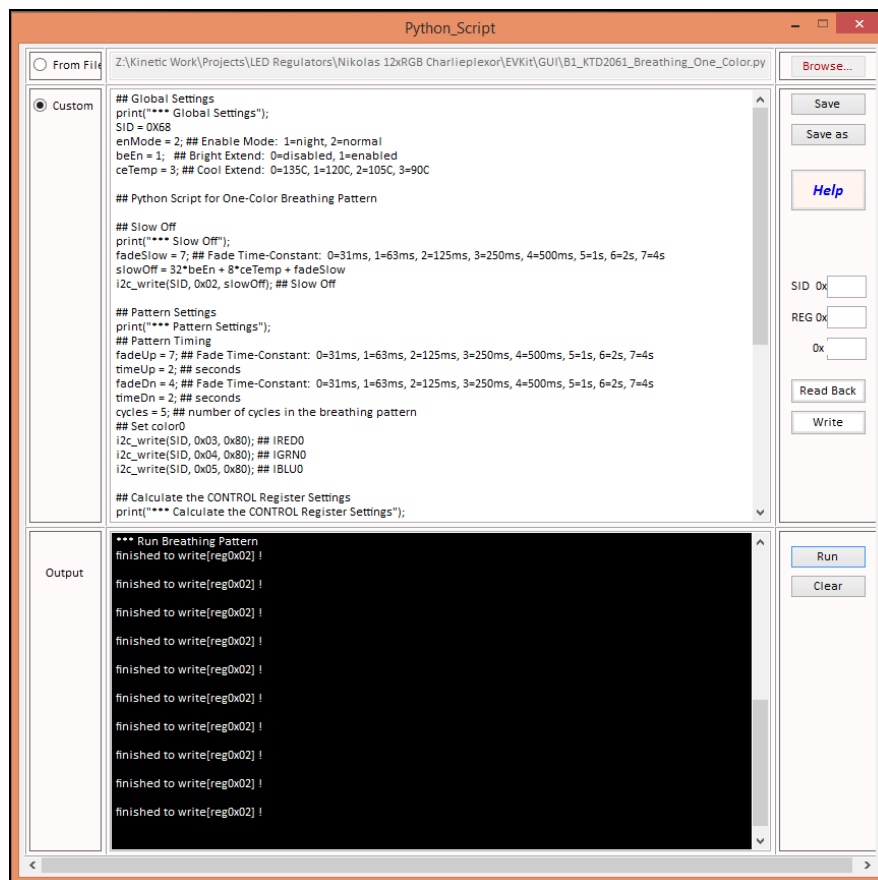 Python_Script
From File
Z:\Kinetic Work\Projects\LED Regulators\Nikolas 12xRGB Charlieplexor\EVKit\GUI\B1_KTD2061_Breathing_One_Color.py
Browse...
Custom
## Global Settings
print("*** Global Settings");
SID = 0X68
enMode = 2; ## Enable Mode:  1=night, 2=normal
beEn = 1;   ## Bright Extend:  0=disabled, 1=enabled
ceTemp = 3; ## Cool Extend:  0=135C, 1=120C, 2=105C, 3=90C
## Python Script for One-Color Breathing Pattern
## Slow Off
print("*** Slow Off");
fadeSlow = 7; ## Fade Time-Constant:  0=31ms, 1=63ms, 2=125ms, 3=250ms, 4=500ms, 5=1s, 6=2s, 7=4s
slowOff = 32*beEn + 8*ceTemp + fadeSlow
i2c_write(SID, 0x02, slowOff); ## Slow Off
## Pattern Settings
print("*** Pattern Settings");
## Pattern Timing
fadeUp = 7; ## Fade Time-Constant:  0=31ms, 1=63ms, 2=125ms, 3=250ms, 4=500ms, 5=1s, 6=2s, 7=4s
timeUp = 2; ## seconds
fadeDn = 4; ## Fade Time-Constant:  0=31ms, 1=63ms, 2=125ms, 3=250ms, 4=500ms, 5=1s, 6=2s, 7=4s
timeDn = 2; ## seconds
cycles = 5; ## number of cycles in the breathing pattern
## Set color0
i2c_write(SID, 0x03, 0x80); ## IRED0
i2c_write(SID, 0x04, 0x80); ## IGRN0
i2c_write(SID, 0x05, 0x80); ## IBLU0
## Calculate the CONTROL Register Settings
print("*** Calculate the CONTROL Register Settings");
Save
Save as
Help
SID 0x
REG 0x
0x
Read Back
Write
Output
*** Run Breathing Pattern
finished to write[reg0x02] !
finished to write[reg0x02] !
finished to write[reg0x02] !
finished to write[reg0x02] !
finished to write[reg0x02] !
finished to write[reg0x02] !
finished to write[reg0x02] !
finished to write[reg0x02] !
finished to write[reg0x02] !
finished to write[reg0x02] !
Run
Clear